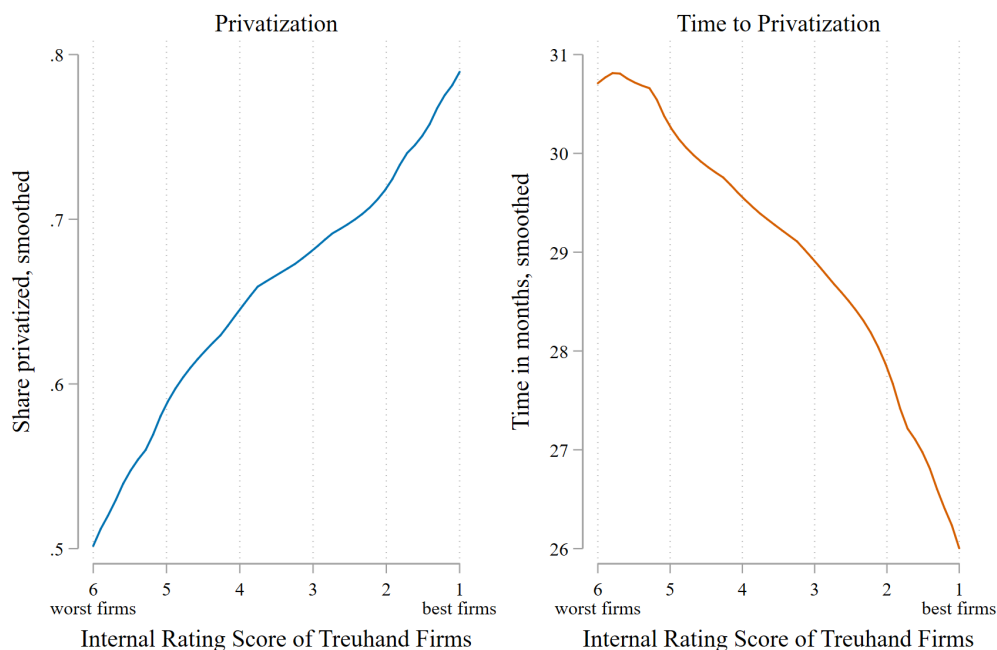 Privatization
Share privatized, smoothed
.8
.7
.6
.5
6 5 4 3 2 1
worst firms best firms
Internal Rating Score of Treuhand Firms
Time to Privatization
Time in months, smoothed
31
30
29
28
27
26
6 5 4 3 2 1
worst firms best firms
Internal Rating Score of Treuhand Firms